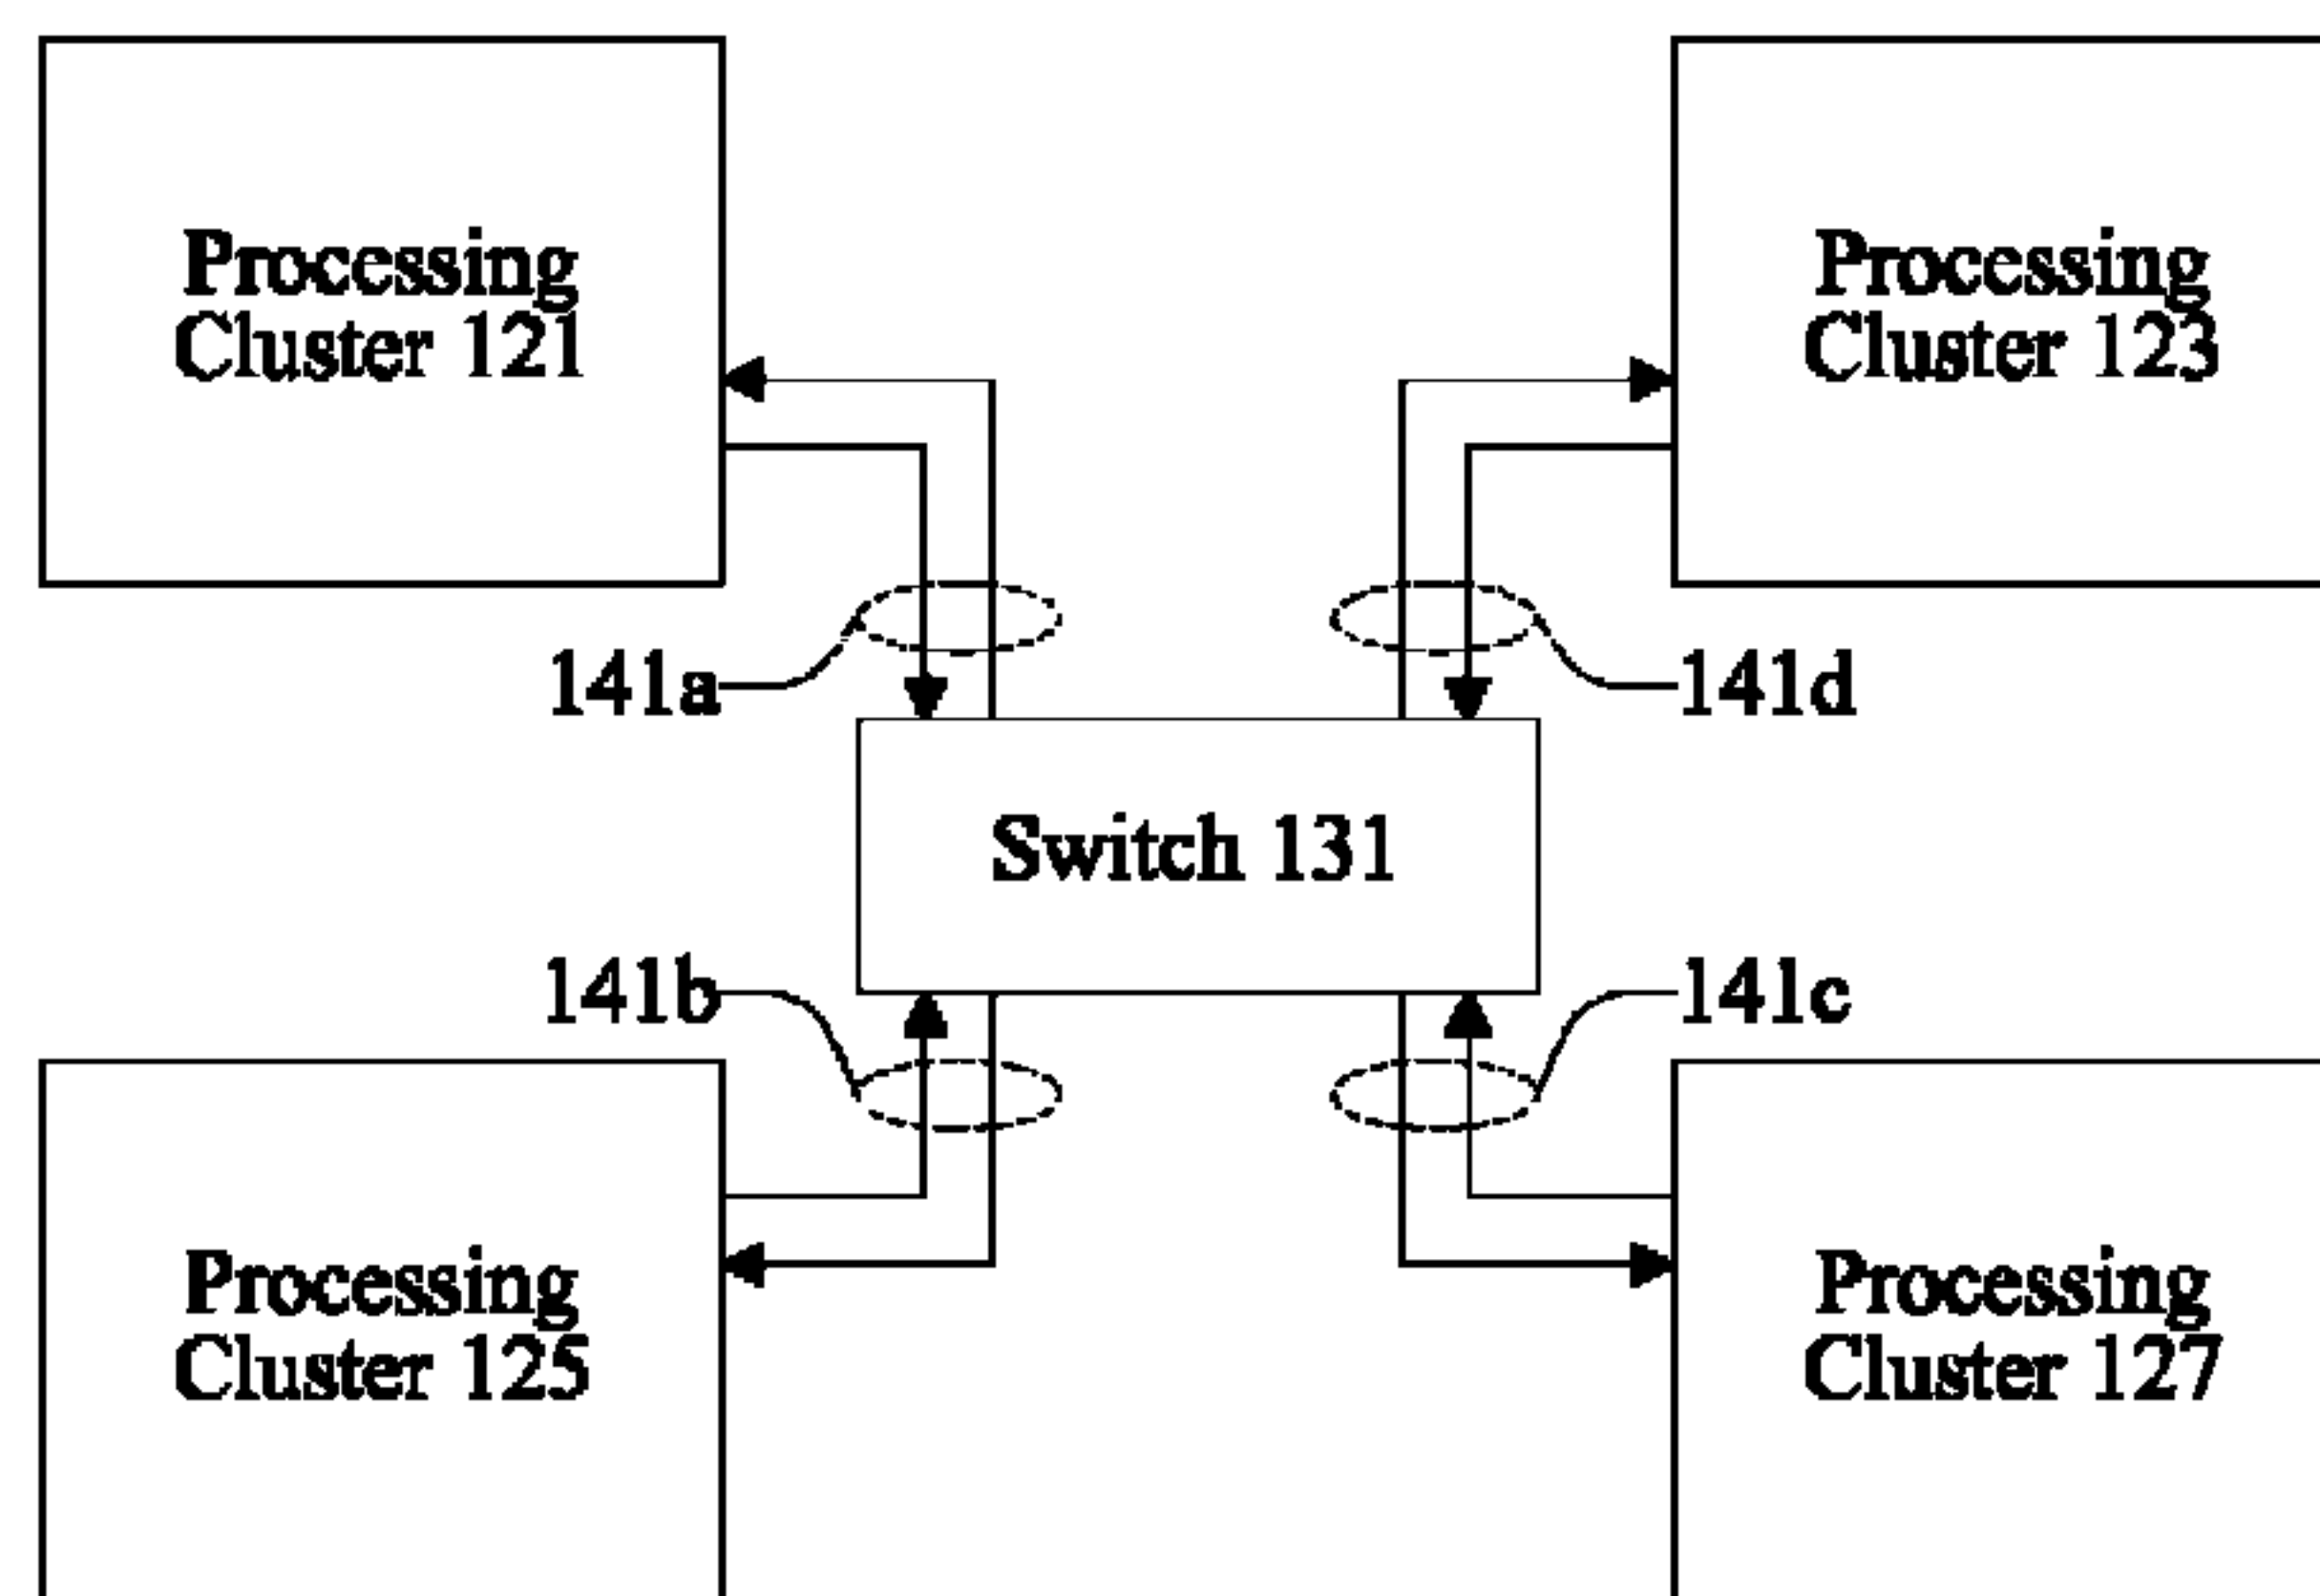 Processing
Cluster 121
Processing
Cluster 123
141a
141d
Switch 131
141b
141c
Processing
Cluster 125
Processing
Cluster 127